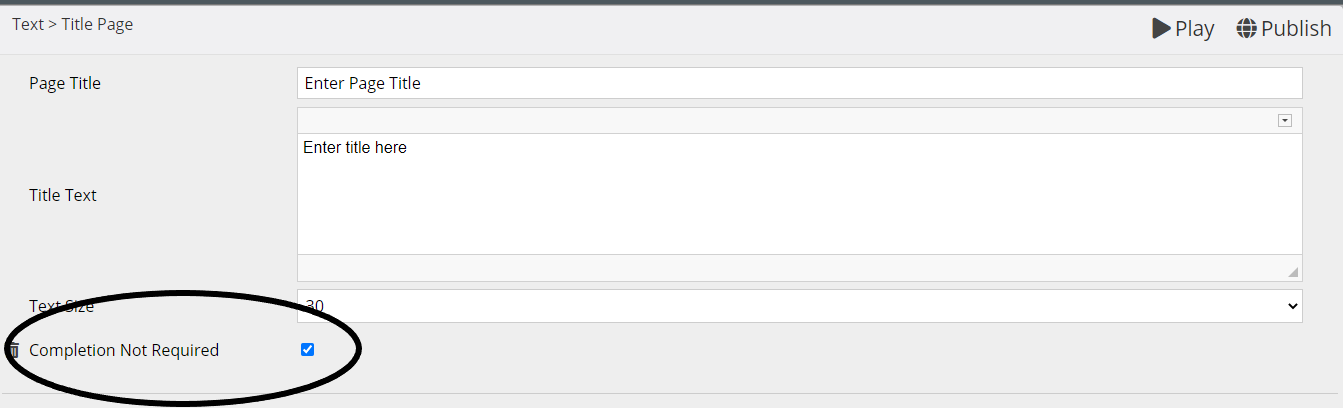 Text > Title Page
Play
Publish
Page Title
Enter Page Title
Enter title here
Title Text
Text Size
30
Completion Not Required